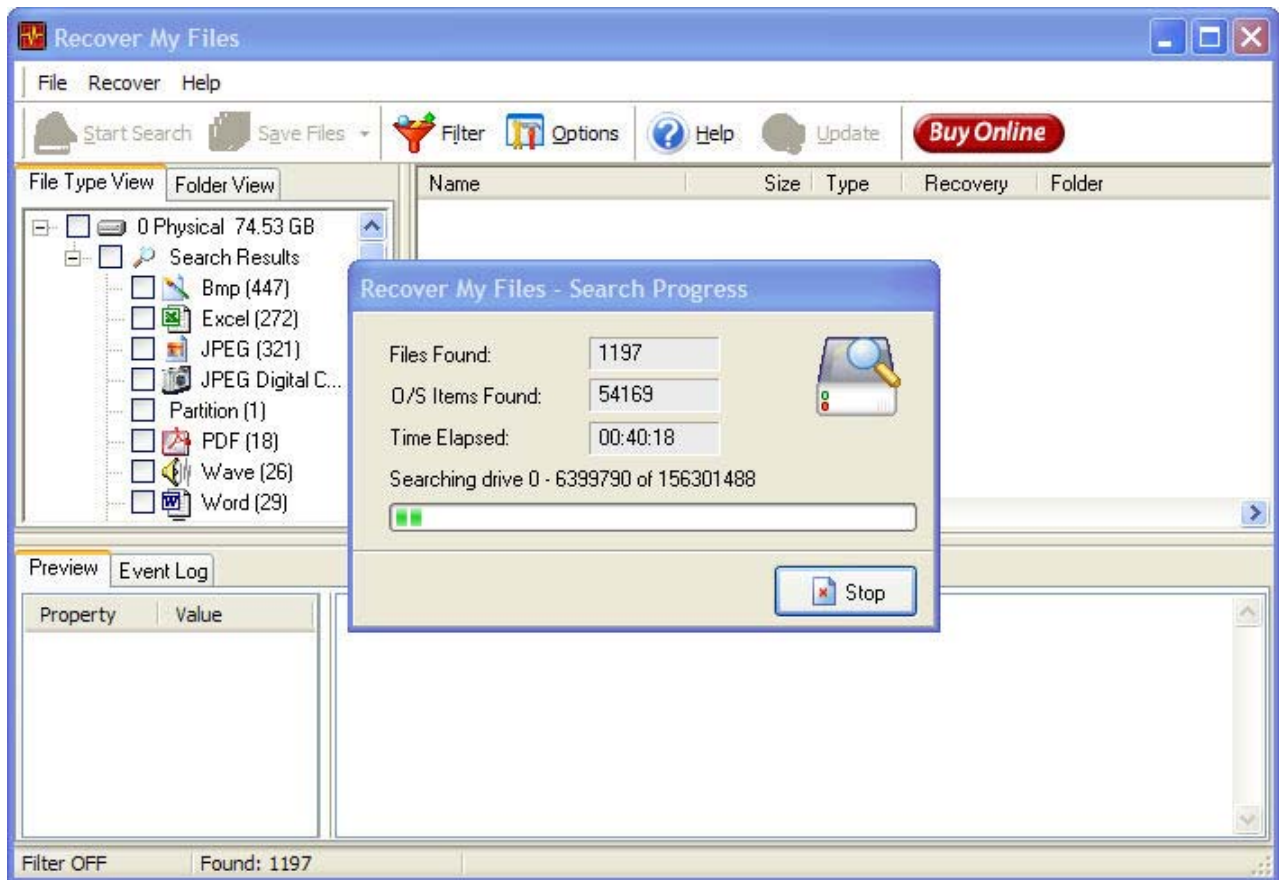 Recover My Files
File Recover Help
Start Search Save Files Filter Options Help Update Buy Online
File Type View Folder View
Name Size Type Recovery Folder
0 Physical 74.53 GB
Search Results
Bmp (447)
Excel (272)
JPEG (321)
JPEG Digital C...
Partition (1)
PDF (18)
Wave (26)
Word (29)
Recover My Files - Search Progress
Files Found: 1197
O/S Items Found: 54169
Time Elapsed: 00:40:18
Searching drive 0 - 6399790 of 156301488
Stop
Preview Event Log
Property Value
Filter OFF Found: 1197